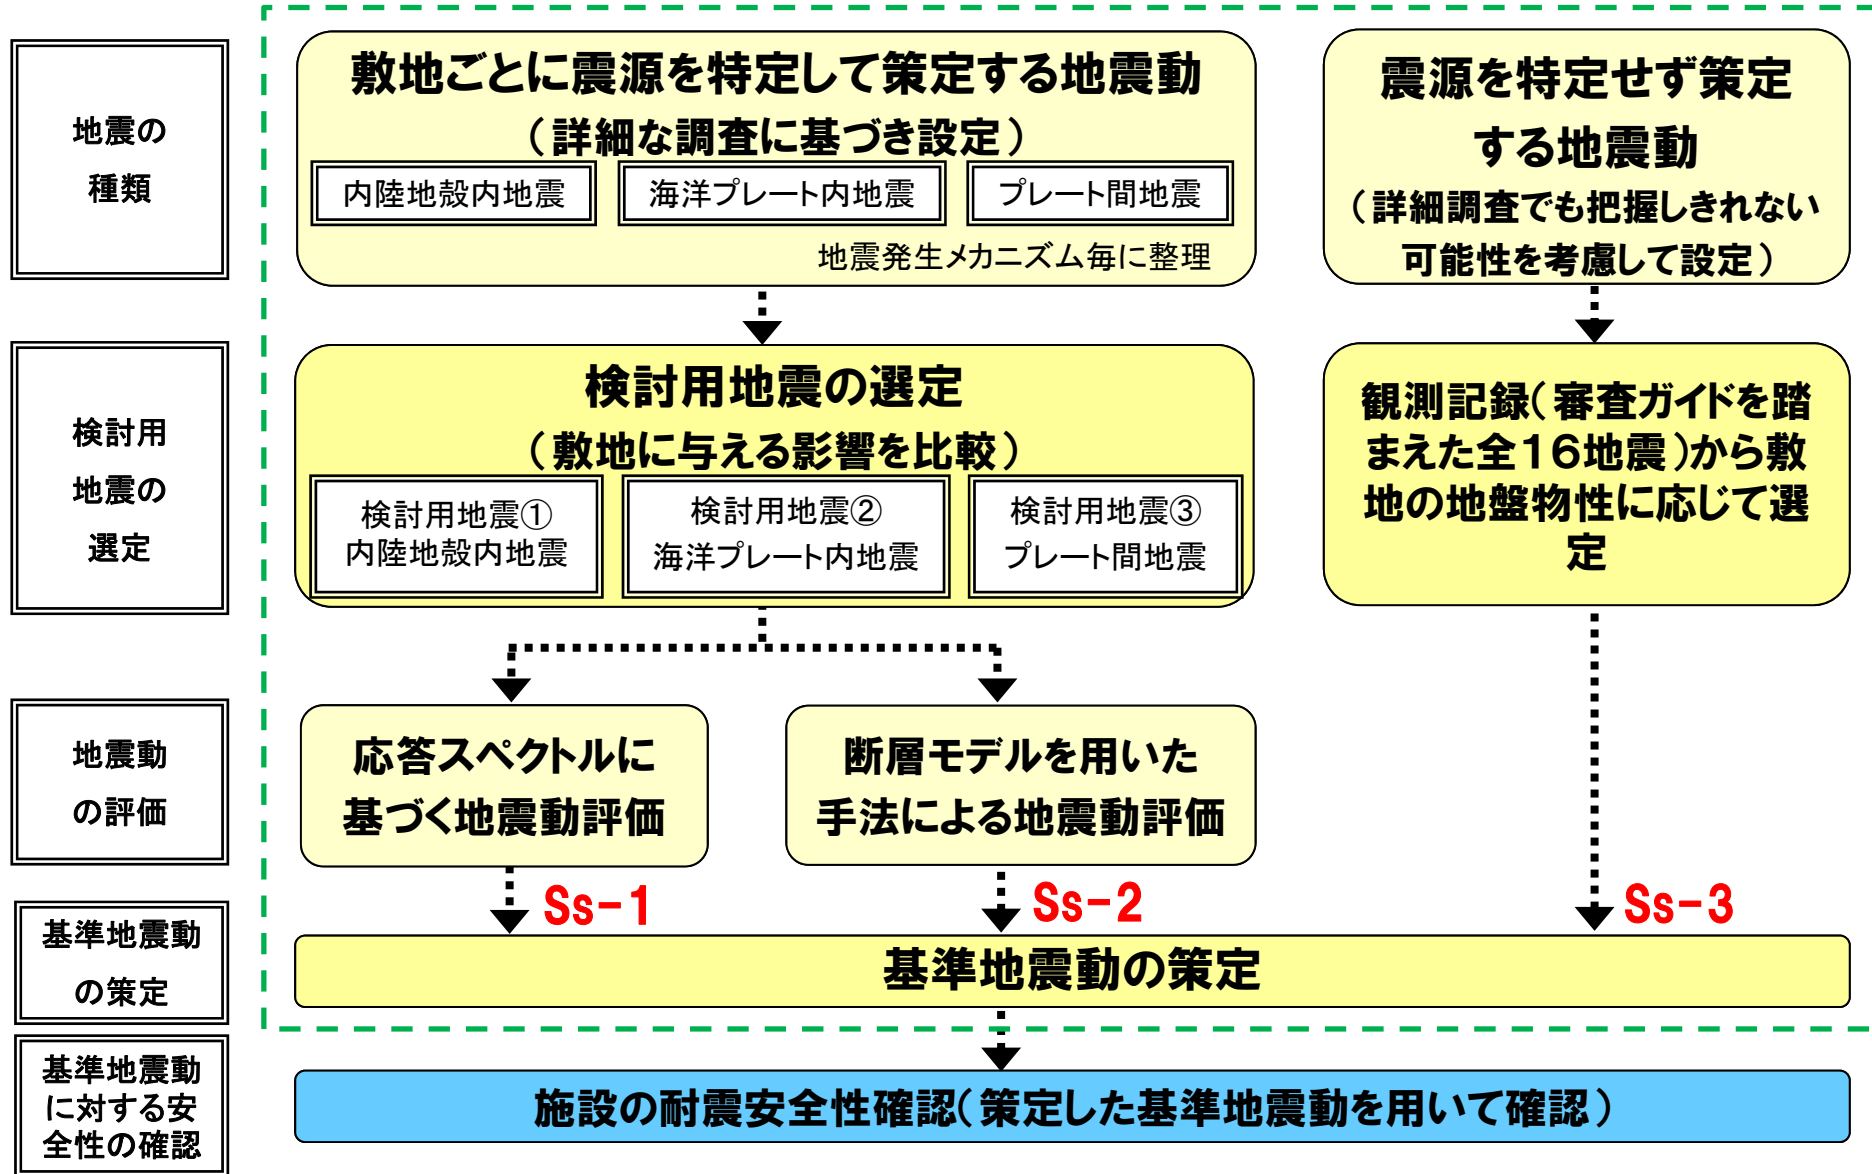 地震の
種類
敷地ごとに震源を特定して策定する地震動
（詳細な調査に基づき設定）
内陸地殻内地震
海洋プレート内地震
プレート間地震
地震発生メカニズム毎に整理
震源を特定せず策定
する地震動
（詳細調査でも把握しきれない
可能性を考慮して設定）
検討用
地震の
選定
検討用地震の選定
（敷地に与える影響を比較）
検討用地震①
内陸地殻内地震
検討用地震②
海洋プレート内地震
検討用地震③
プレート間地震
観測記録（審査ガイドを踏
まえた全16地震）から敷
地の地盤物性に応じて選
定
地震動
の評価
応答スペクトルに
基づく地震動評価
断層モデルを用いた
手法による地震動評価
Ss-1
Ss-2
Ss-3
基準地震動
の策定
基準地震動の策定
基準地震動
に対する安
全性の確認
施設の耐震安全性確認（策定した基準地震動を用いて確認）